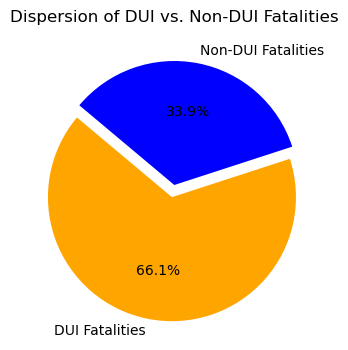 Dispersion of DUI vs. Non-DUI Fatalities
Non-DUI Fatalities
33.9%
66.1%
DUI Fatalities